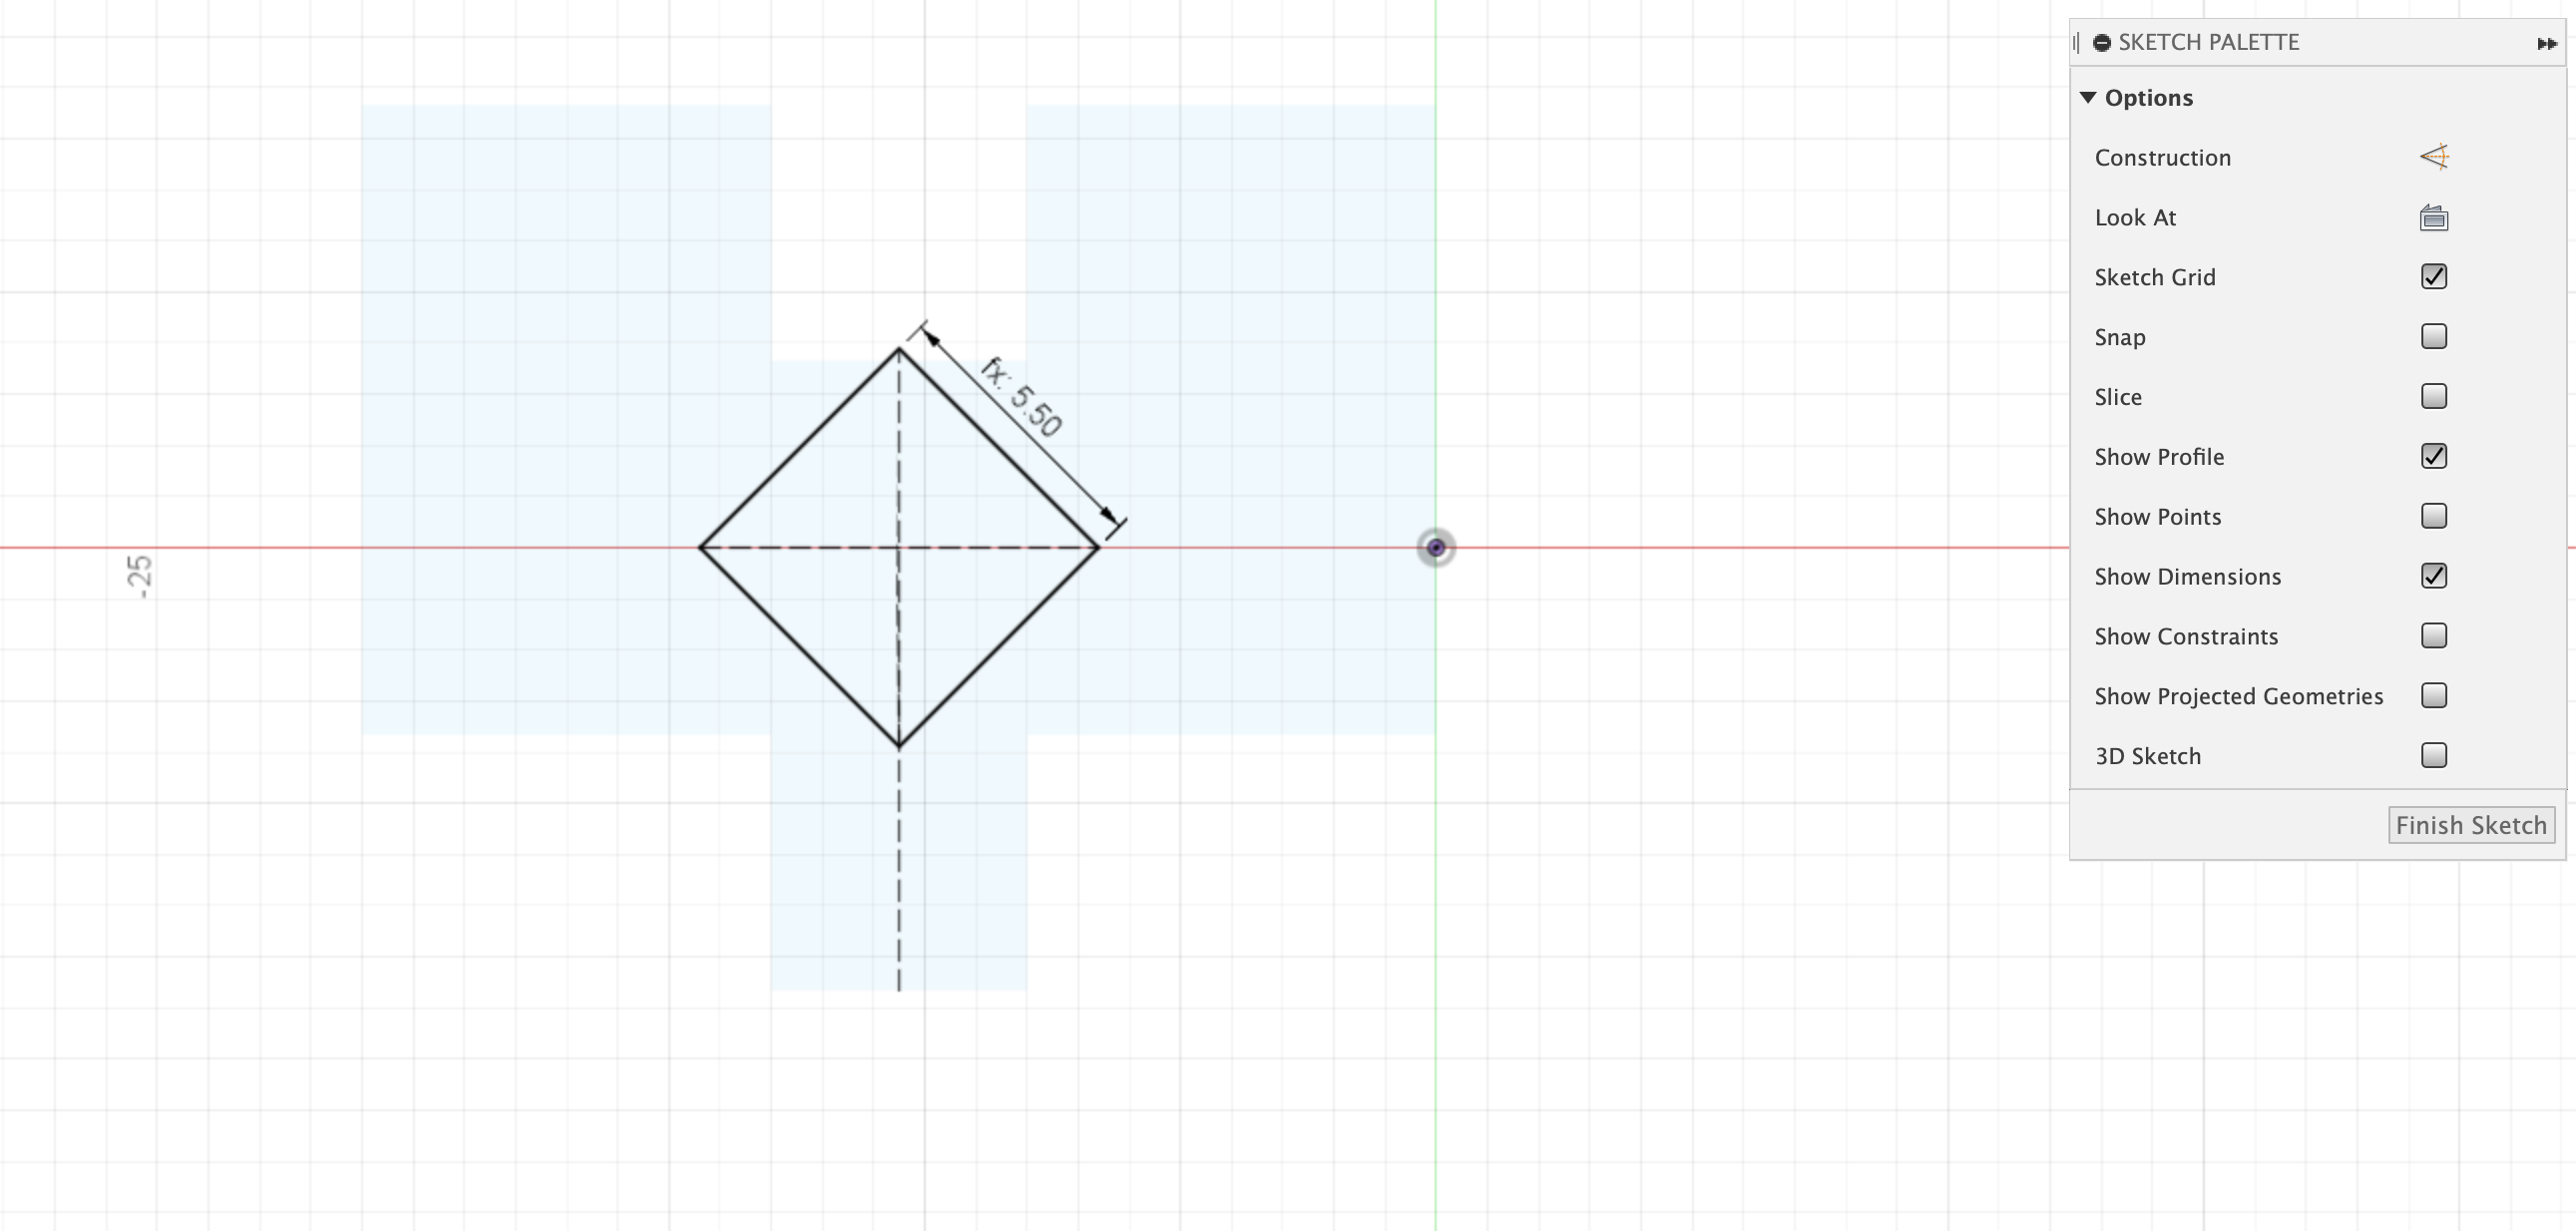 SKETCH PALETTE
Options
Construction
Look At
Sketch Grid
Snap
Slice
Show Profile
Show Points
Show Dimensions
Show Constraints
Show Projected Geometries
3D Sketch
Finish Sketch
fx: 5.50
-25